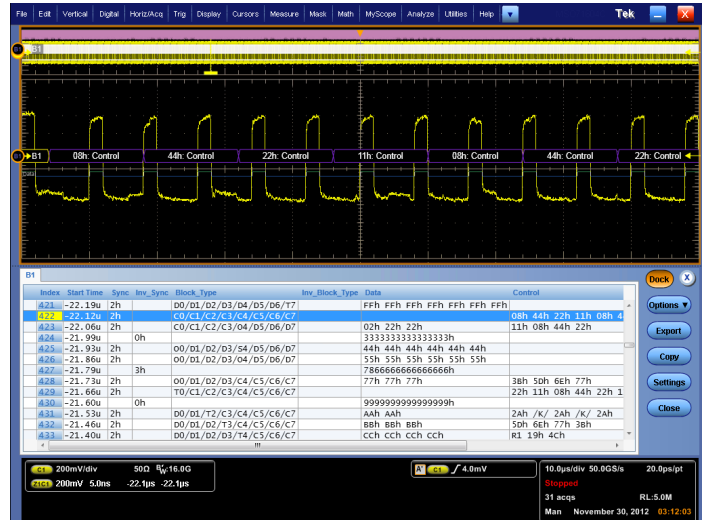 File Edit Vertical Digital Horiz/Acq Trig Display Cursors Measure Mask Math MyScope Analyze Utilities Help Tek X
B1 B1
B1 B1 08h: Control 44h: Control 22h: Control 11h: Control 08h: Control 44h: Control 22h: Control
Data
B1
Dock X
Index Start Time Sync Inv_Sync Block_Type Inv_Block_Type Data Control
421 -22.19u 2h D0/D1/D2/D3/D4/D5/D6/T7 FFh FFh FFh FFh FFh FFh FFh
422 -22.12u 2h C0/C1/C2/C3/C4/C5/C6/C7 08h 44h 22h 11h 08h 4
423 -22.06u 2h C0/C1/C2/C3/O4/D5/D6/D7 02h 22h 22h 11h 08h 44h 22h
424 -21.99u 0h 3333333333333333h
425 -21.93u 2h O0/D1/D2/D3/S4/D5/D6/D7 44h 44h 44h 44h 44h 44h
426 -21.86u 2h O0/D1/D2/D3/O4/D5/D6/D7 55h 55h 55h 55h 55h 55h
427 -21.79u 3h 7866666666666666h
428 -21.73u 2h O0/D1/D2/D3/C4/C5/C6/C7 77h 77h 77h 3Bh 5Dh 6Eh 77h
429 -21.66u 2h T0/C1/C2/C3/C4/C5/C6/C7 22h 11h 08h 44h 22h 1
430 -21.60u 0h 9999999999999999h
431 -21.53u 2h D0/D1/T2/C3/C4/C5/C6/C7 AAh AAh 2Ah /K/ 2Ah /K/ 2Ah
432 -21.46u 2h D0/D1/D2/T3/C4/C5/C6/C7 BBh BBh BBh 5Dh 6Eh 77h 3Bh
433 -21.40u 2h D0/D1/D2/D3/T4/C5/C6/C7 CCh CCh CCh CCh R1 19h 4Ch
Options
Export
Copy
Settings
Close
C1 200mV/div 50Ω BW:16.0G A' C1 4.0mV 10.0µs/div 50.0GS/s 20.0ps/pt
Z1C1 200mV 5.0ns -22.1µs -22.1µs Stopped
31 acqs RL:5.0M
Man November 30, 2012 03:12:03